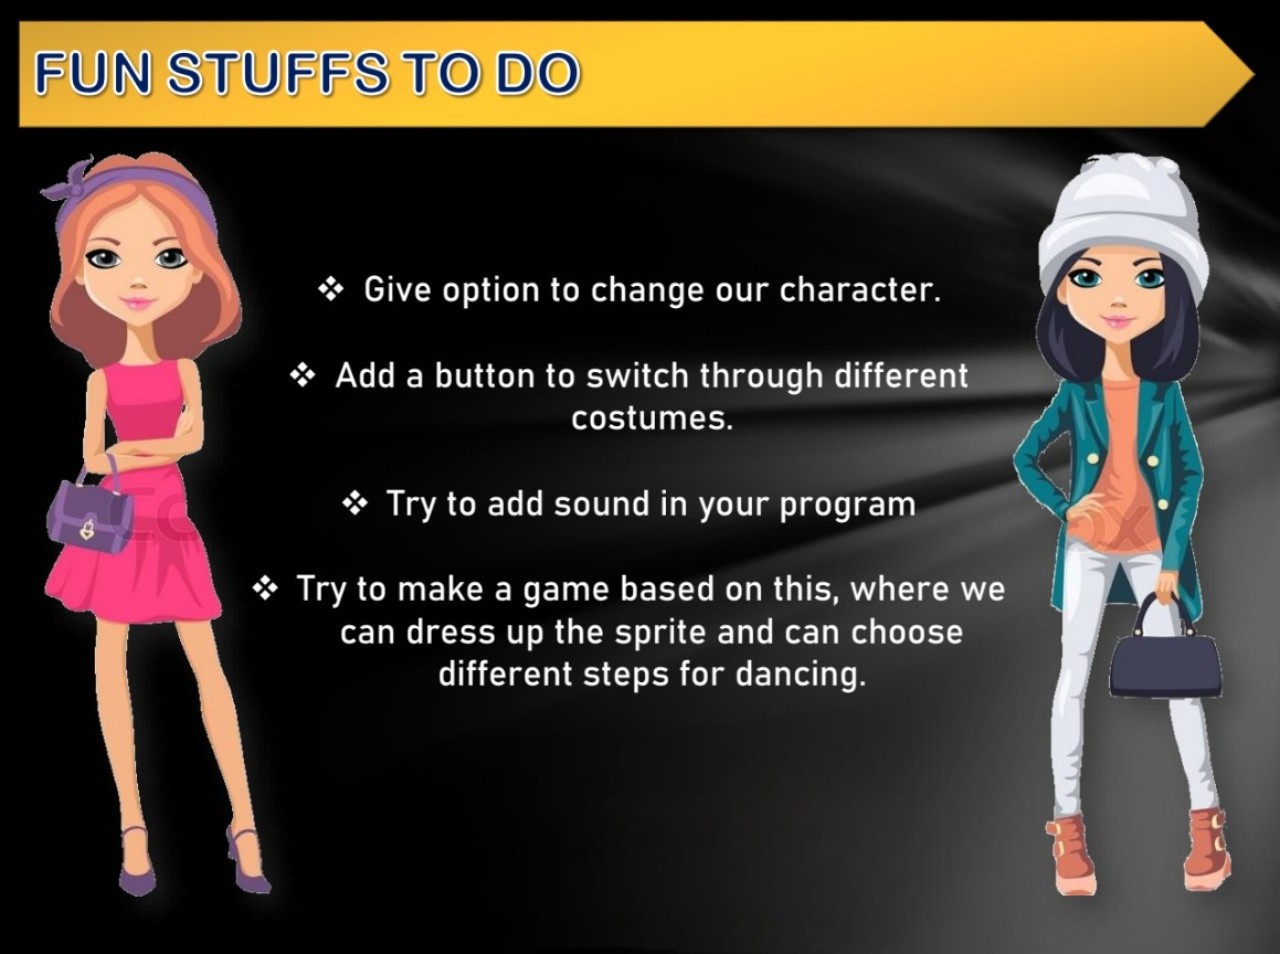 FUN STUFFS TO DO
❖ Give option to change our character.
❖ Add a button to switch through different
costumes.
❖ Try to add sound in your program
❖ Try to make a game based on this, where we
can dress up the sprite and can choose
different steps for dancing.